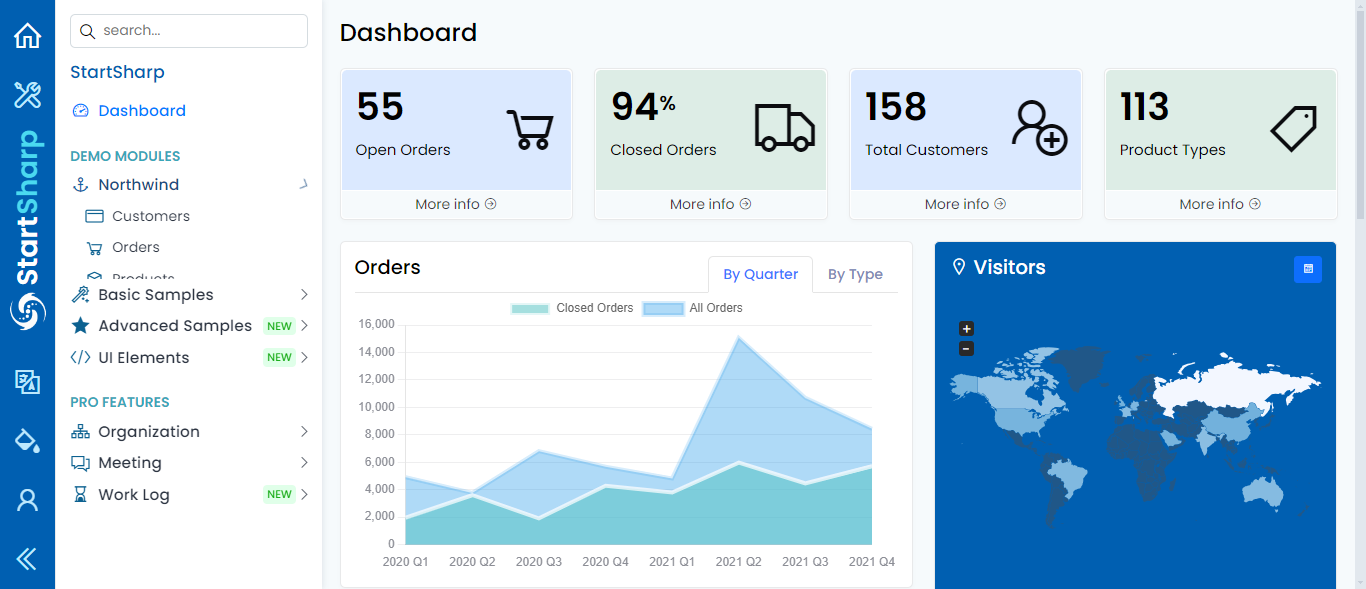 StartSharp
search...
StartSharp
Dashboard
DEMO MODULES
Northwind
Customers
Orders
Products
Basic Samples
Advanced Samples NEW
UI Elements NEW
PRO FEATURES
Organization
Meeting
Work Log NEW
Dashboard
55
Open Orders
More info
94%
Closed Orders
More info
158
Total Customers
More info
113
Product Types
More info
Orders
By Quarter
By Type
Closed Orders
All Orders
16,000
14,000
12,000
10,000
8,000
6,000
4,000
2,000
0
2020 Q1 2020 Q2 2020 Q3 2020 Q4 2021 Q1 2021 Q2 2021 Q3 2021 Q4
Visitors
+
−